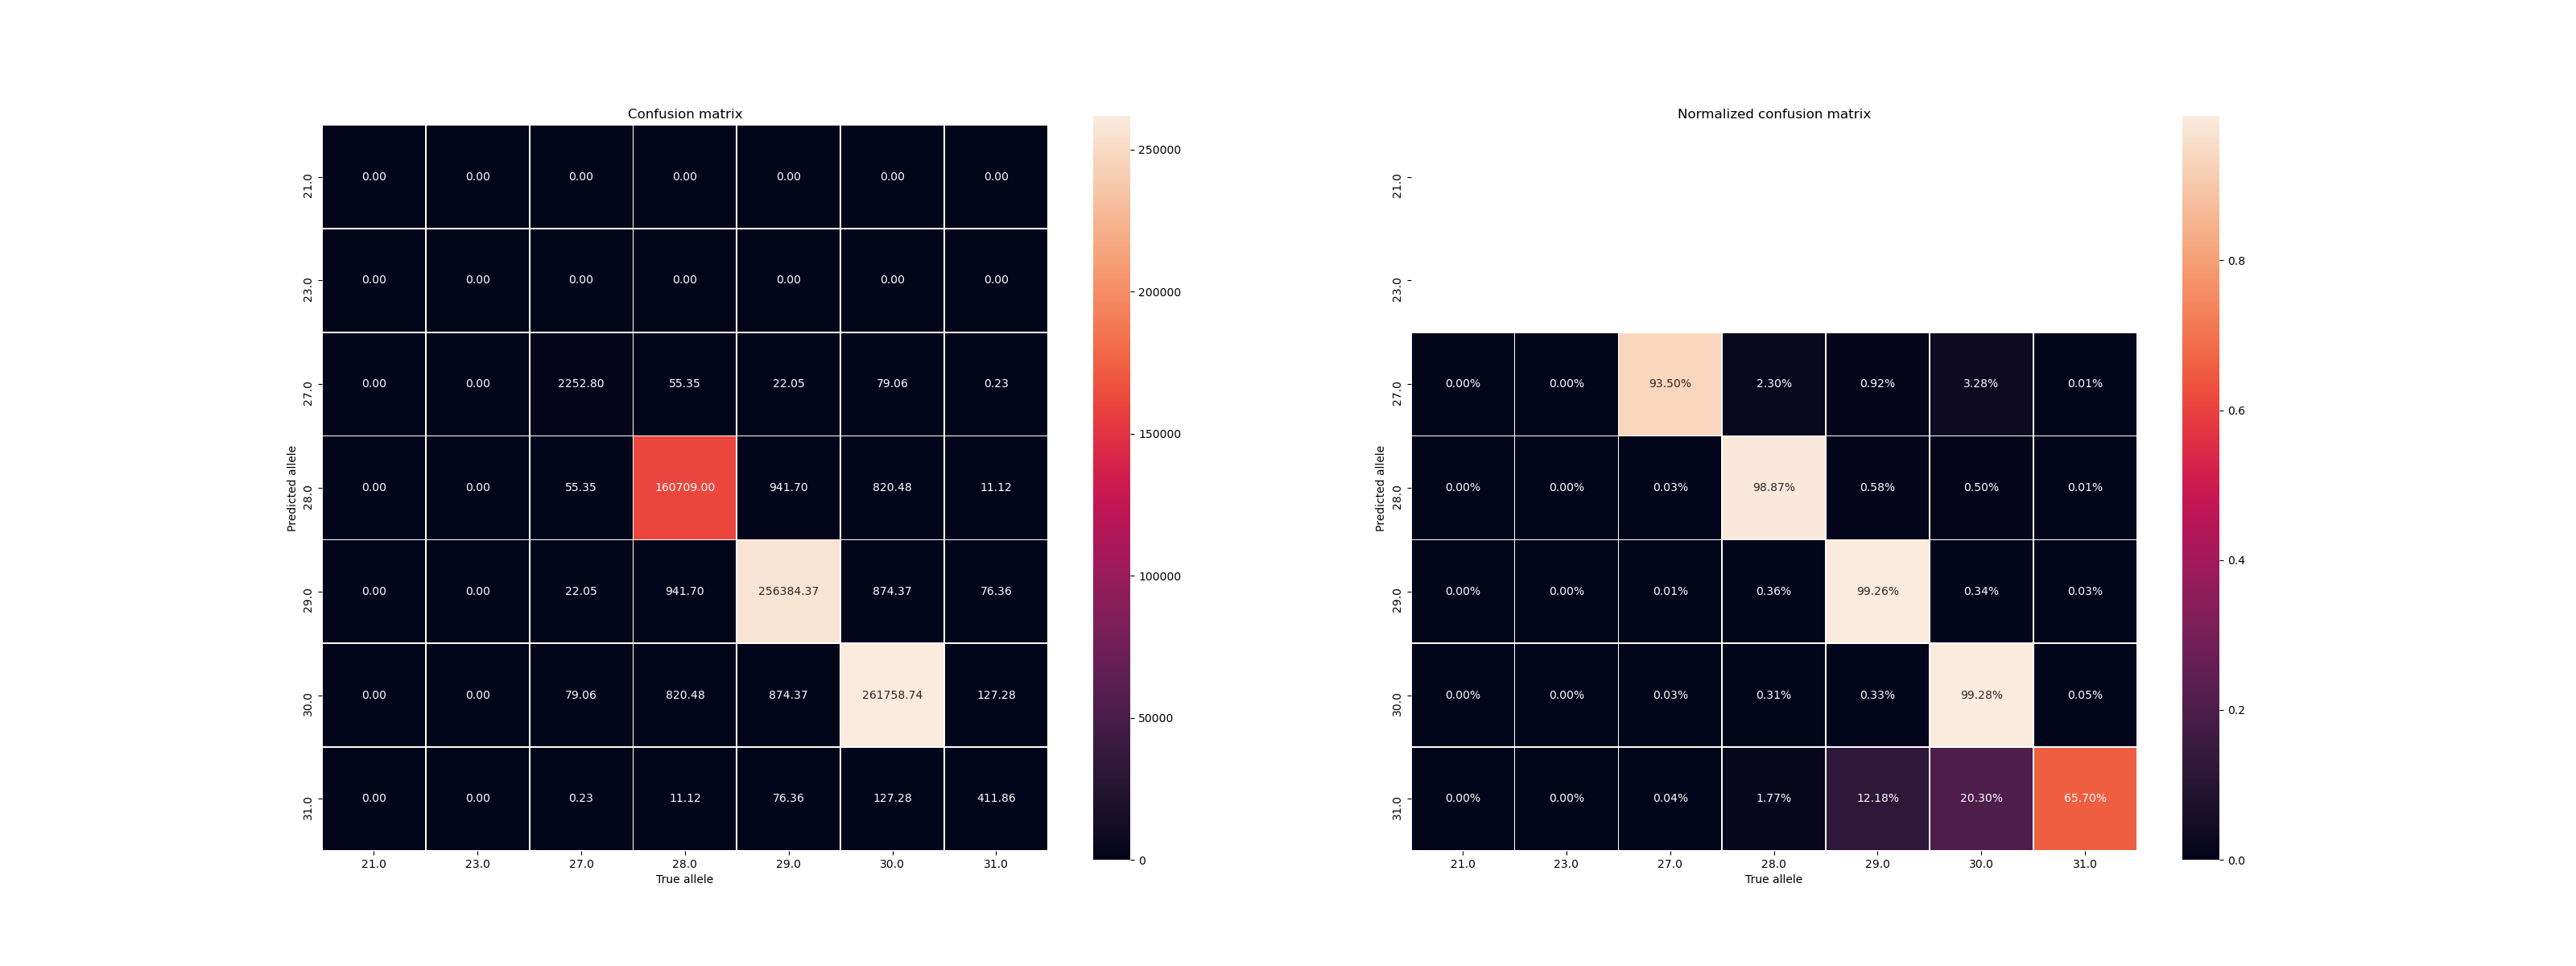 Confusion matrix
21.0 0.00 0.00 0.00 0.00 0.00 0.00 0.00
23.0 0.00 0.00 0.00 0.00 0.00 0.00 0.00
27.0 0.00 0.00 2252.80 55.35 22.05 79.06 0.23
28.0 0.00 0.00 55.35 160709.00 941.70 820.48 11.12
29.0 0.00 0.00 22.05 941.70 256384.37 874.37 76.36
30.0 0.00 0.00 79.06 820.48 874.37 261758.74 127.28
31.0 0.00 0.00 0.23 11.12 76.36 127.28 411.86
21.0 23.0 27.0 28.0 29.0 30.0 31.0
True allele
Predicted allele
250000
200000
150000
100000
50000
0
Normalized confusion matrix
21.0
23.0
27.0 0.00% 0.00% 93.50% 2.30% 0.92% 3.28% 0.01%
28.0 0.00% 0.00% 0.03% 98.87% 0.58% 0.50% 0.01%
29.0 0.00% 0.00% 0.01% 0.36% 99.26% 0.34% 0.03%
30.0 0.00% 0.00% 0.03% 0.31% 0.33% 99.28% 0.05%
31.0 0.00% 0.00% 0.04% 1.77% 12.18% 20.30% 65.70%
21.0 23.0 27.0 28.0 29.0 30.0 31.0
True allele
Predicted allele
0.8
0.6
0.4
0.2
0.0